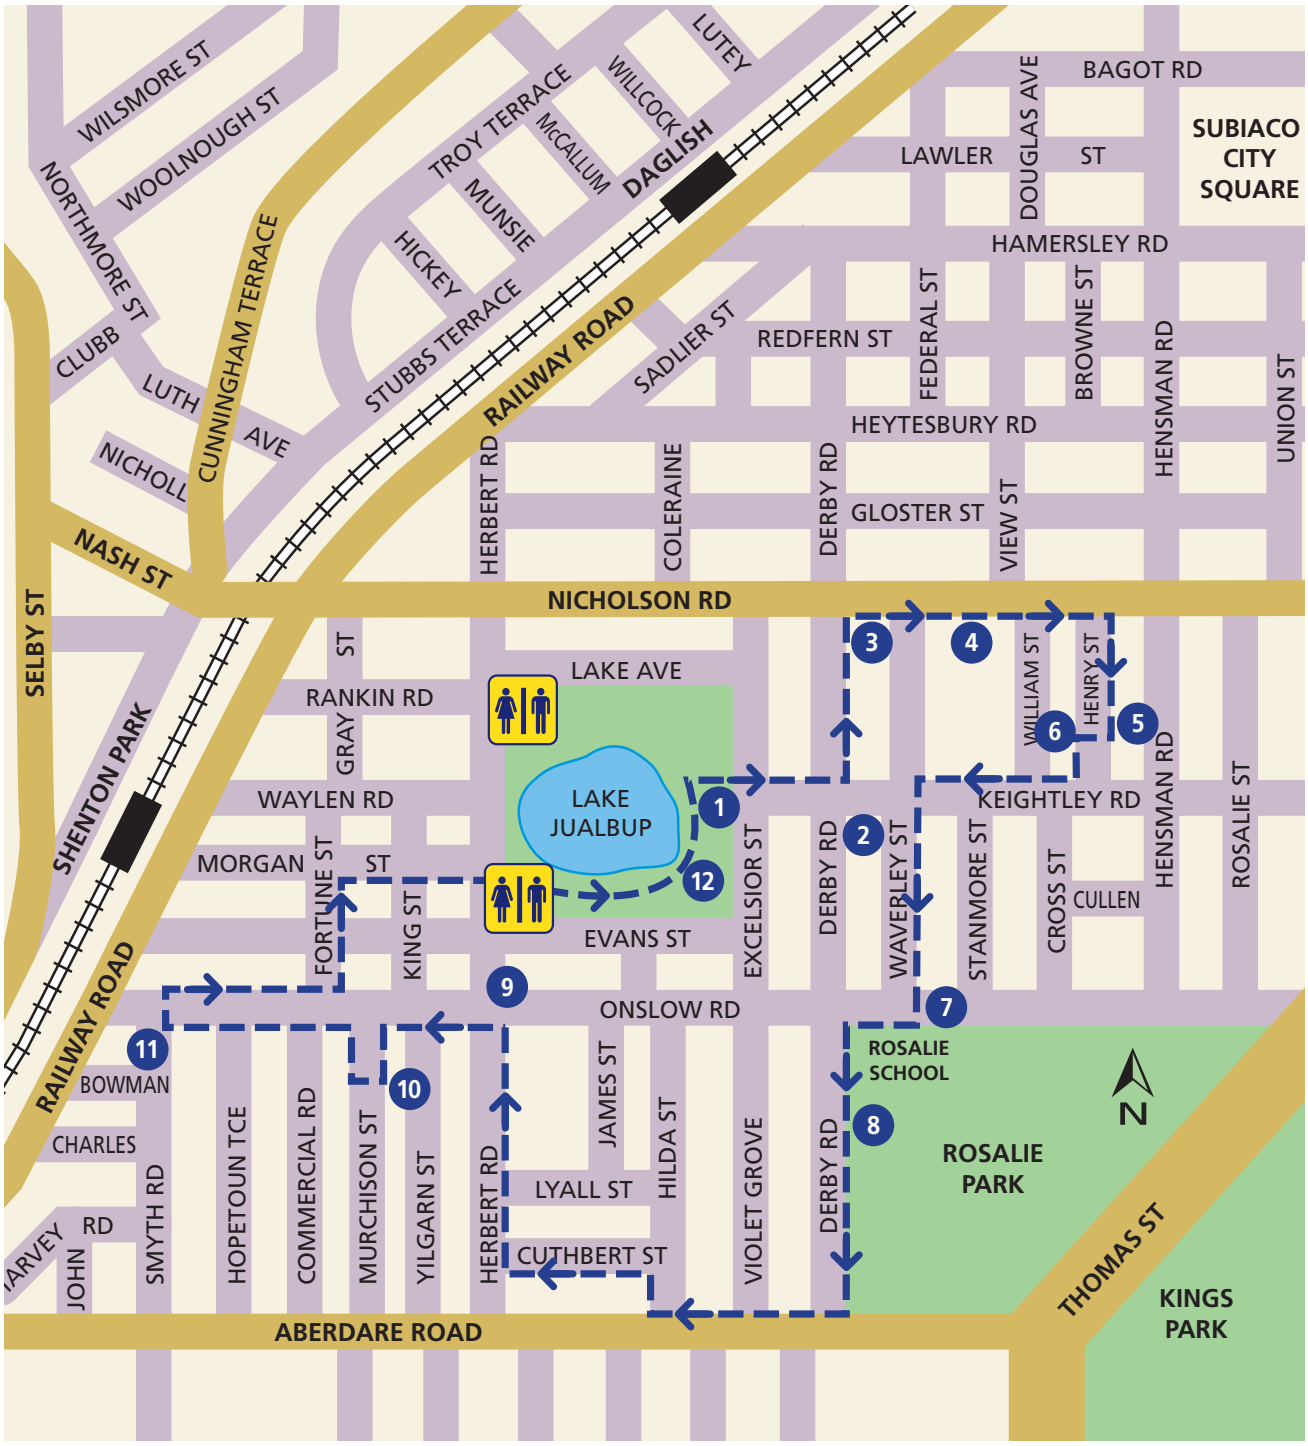 LUTEY
WILSMORE ST
WILLCOCK
BAGOT RD
DOUGLAS AVE
TROY TERRACE
WOOLNOUGH ST
McCALLUM
DAGLISH
SUBIACO
CITY
SQUARE
LAWLER ST
MUNSIE
NORTHMORE ST
HICKEY
HAMERSLEY RD
CUNNINGHAM TERRACE
STUBBS TERRACE
RAILWAY ROAD
SADLIER ST
REDFERN ST
FEDERAL ST
BROWNE ST
HENSMAN RD
UNION ST
CLUBB
LUTH AVE
HEYTESBURY RD
NICHOLL
HERBERT RD
COLERAINE
DERBY RD
VIEW ST
GLOSTER ST
NASH ST
SELBY ST
NICHOLSON RD
3
4
GRAY ST
LAKE AVE
RANKIN RD
WILLIAM ST
HENRY ST
5
6
SHENTON PARK
HENSMAN RD
ROSALIE ST
WAYLEN RD
LAKE
JUALBUP
1
KEIGHTLEY RD
2
MORGAN ST
FORTUNE ST
KING ST
12
EXCELSIOR ST
DERBY RD
WAVERLEY ST
STANMORE ST
CROSS ST
CULLEN
EVANS ST
9
ONSLOW RD
7
RAILWAY ROAD
11
BOWMAN
10
ROSALIE
SCHOOL
N
JAMES ST
HILDA ST
8
CHARLES
SMYTH RD
HOPETOUN TCE
COMMERCIAL RD
MURCHISON ST
YILGARN ST
HERBERT RD
VIOLET GROVE
DERBY RD
ROSALIE
PARK
LYALL ST
HARVEY RD
JOHN
CUTHBERT ST
THOMAS ST
KINGS
PARK
ABERDARE ROAD